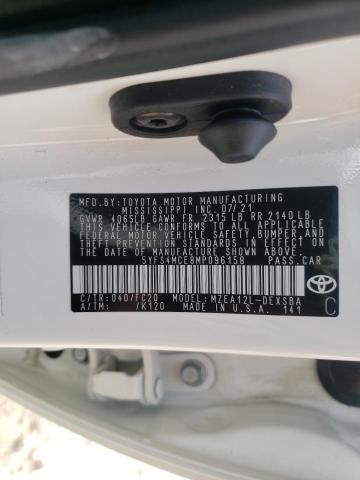 MFD.BY:TOYOTA MOTOR MANUFACTURING
MISSISSIPPI INC. 07/21
GVWR 4065LB GAWR FR 2315 LB RR 2140 LB
THIS VEHICLE CONFORMS TO ALL APPLICABLE
FEDERAL MOTOR VEHICLE SAFETY, BUMPER, AND
THEFT PREVENTION STANDARDS IN EFFECT ON
THE DATE OF MANUFACTURE SHOWN ABOVE.
5YFS4MCE8MP096158 PASS.CAR
C/TR:040/FC20 MODEL:MZEA12L-DEXSBA
A/TM: /K120 MADE IN U.S.A. 141
TOYOTA
C